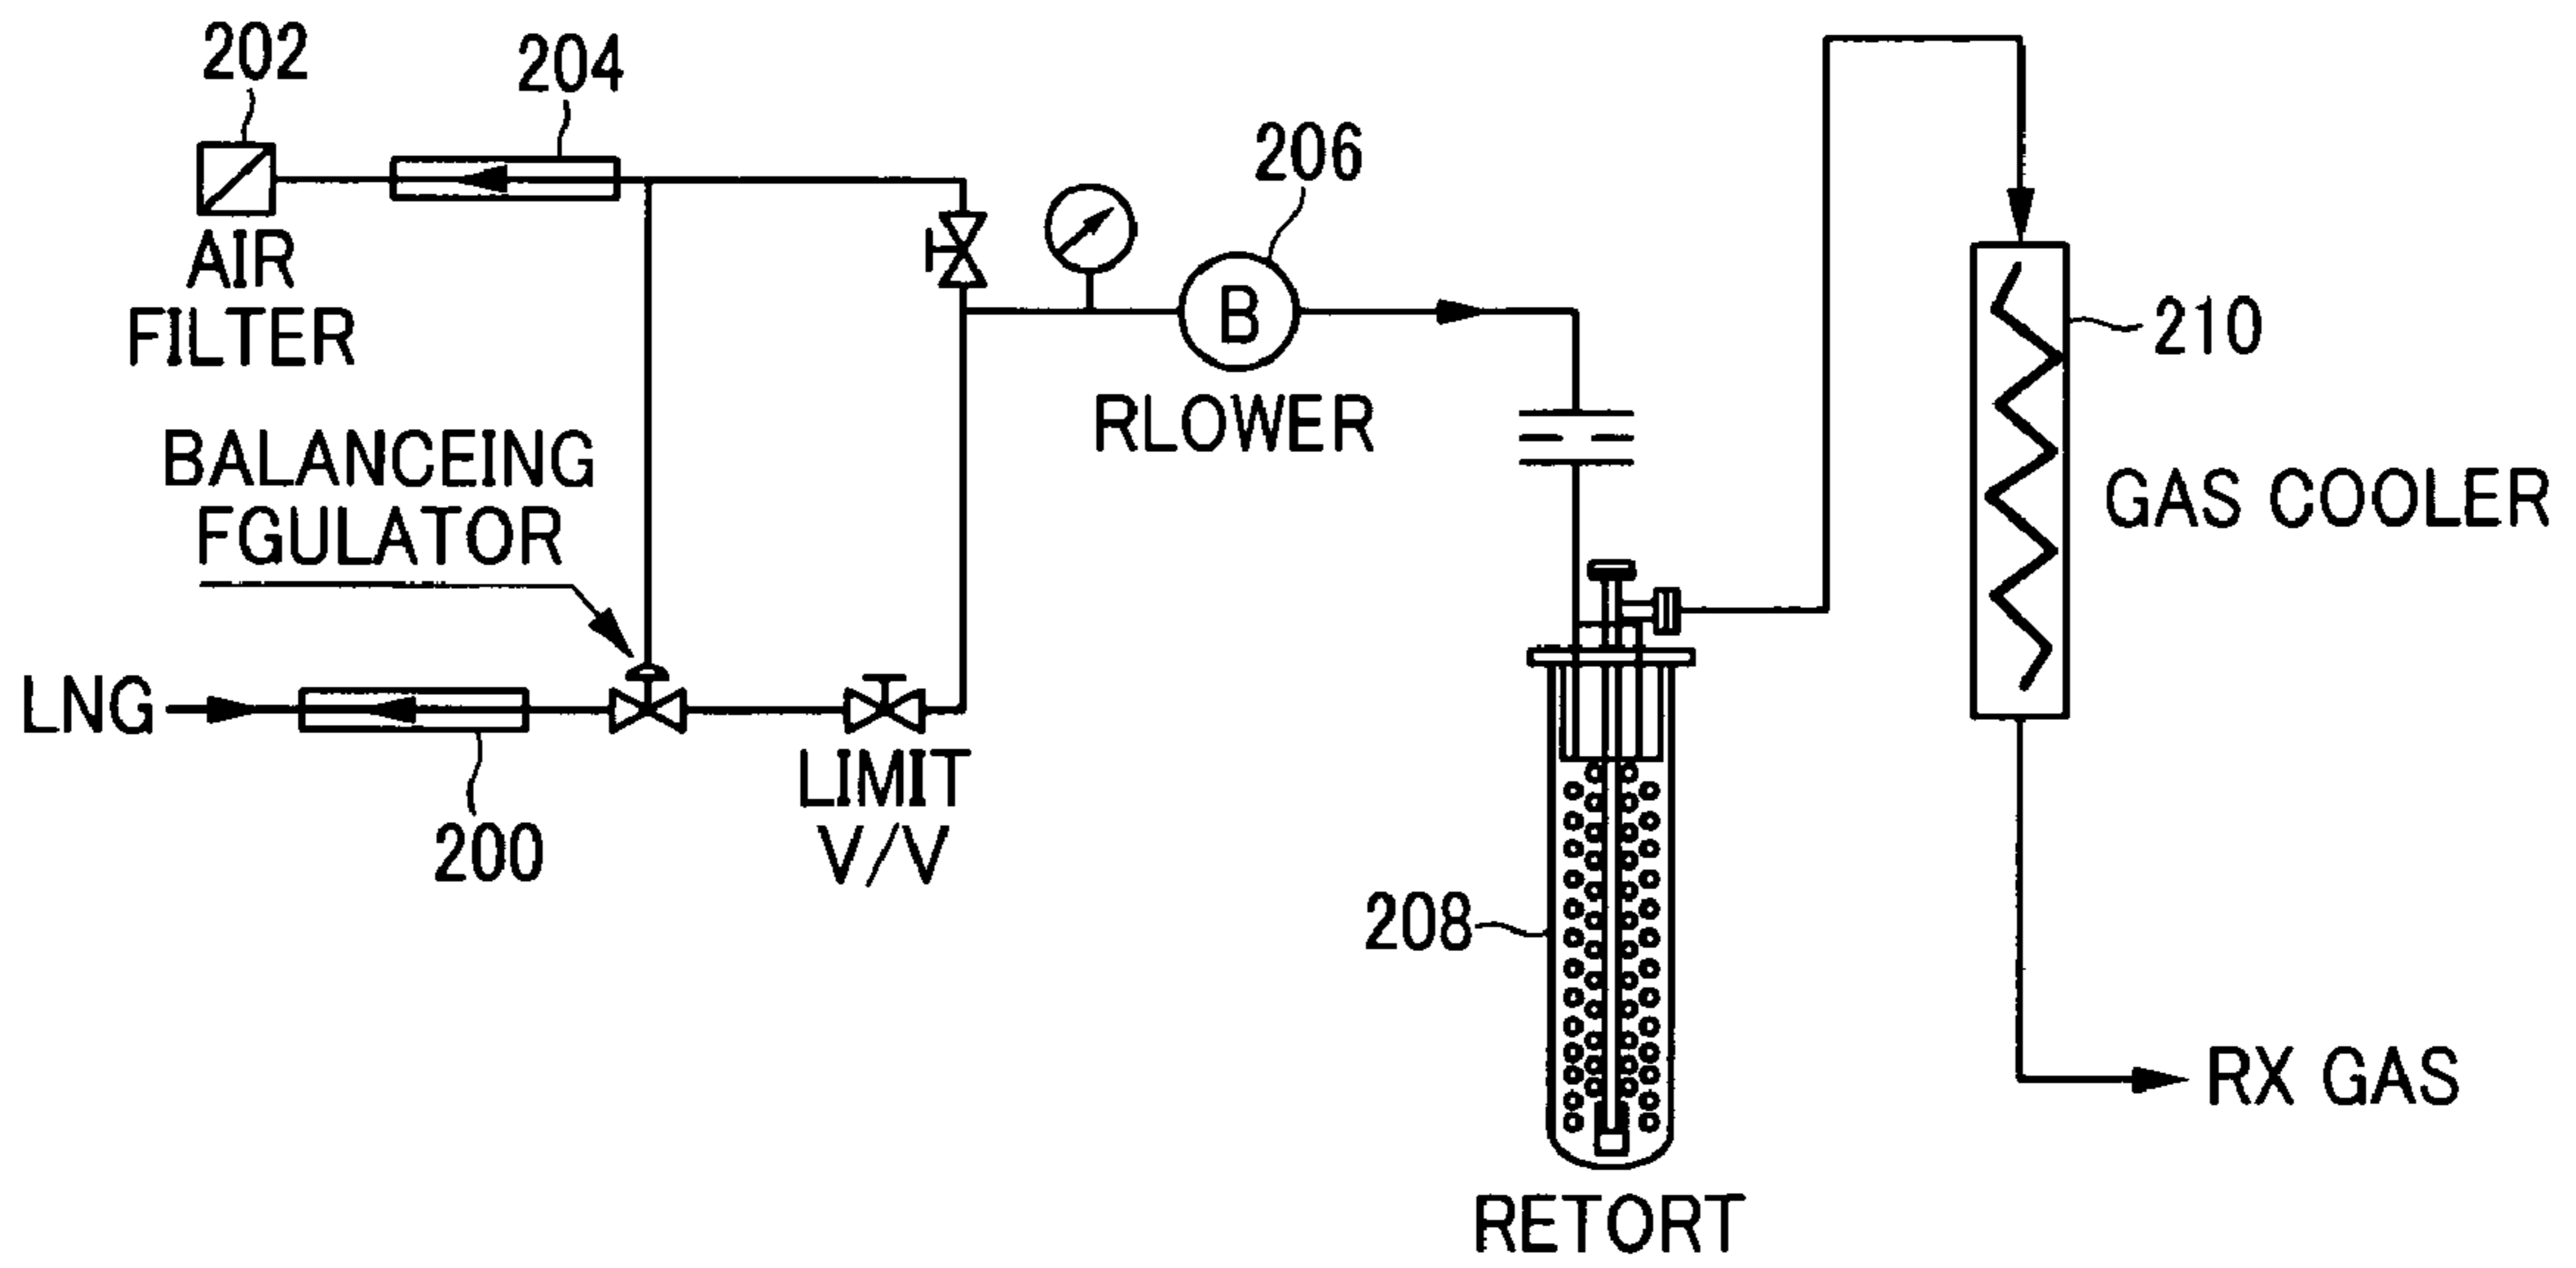 202
204
AIR
FILTER
206
B
RLOWER
210
GAS COOLER
BALANCEING
FGULATOR
LNG
200
LIMIT
V/V
208
RETORT
RX GAS